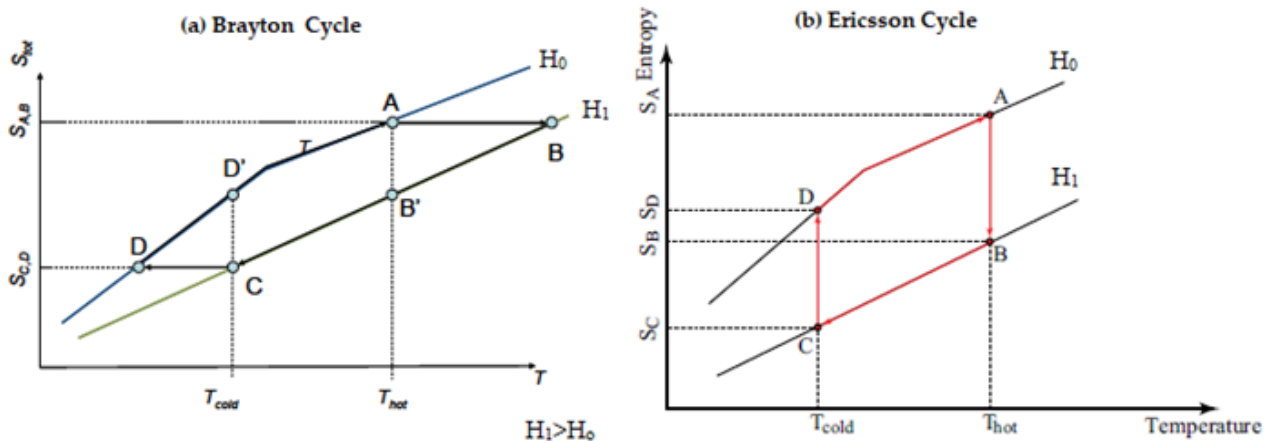 (a) Brayton Cycle
S_tot
H₀
S_A,B
A
H₁
T
B
D'
B'
D
S_C,D
C
T_cold
T_hot
T
H₁>H₀
(b) Ericsson Cycle
Entropy
H₀
S_A
A
H₁
D
S_D
S_B
B
S_C
C
T_cold
T_hot
Temperature